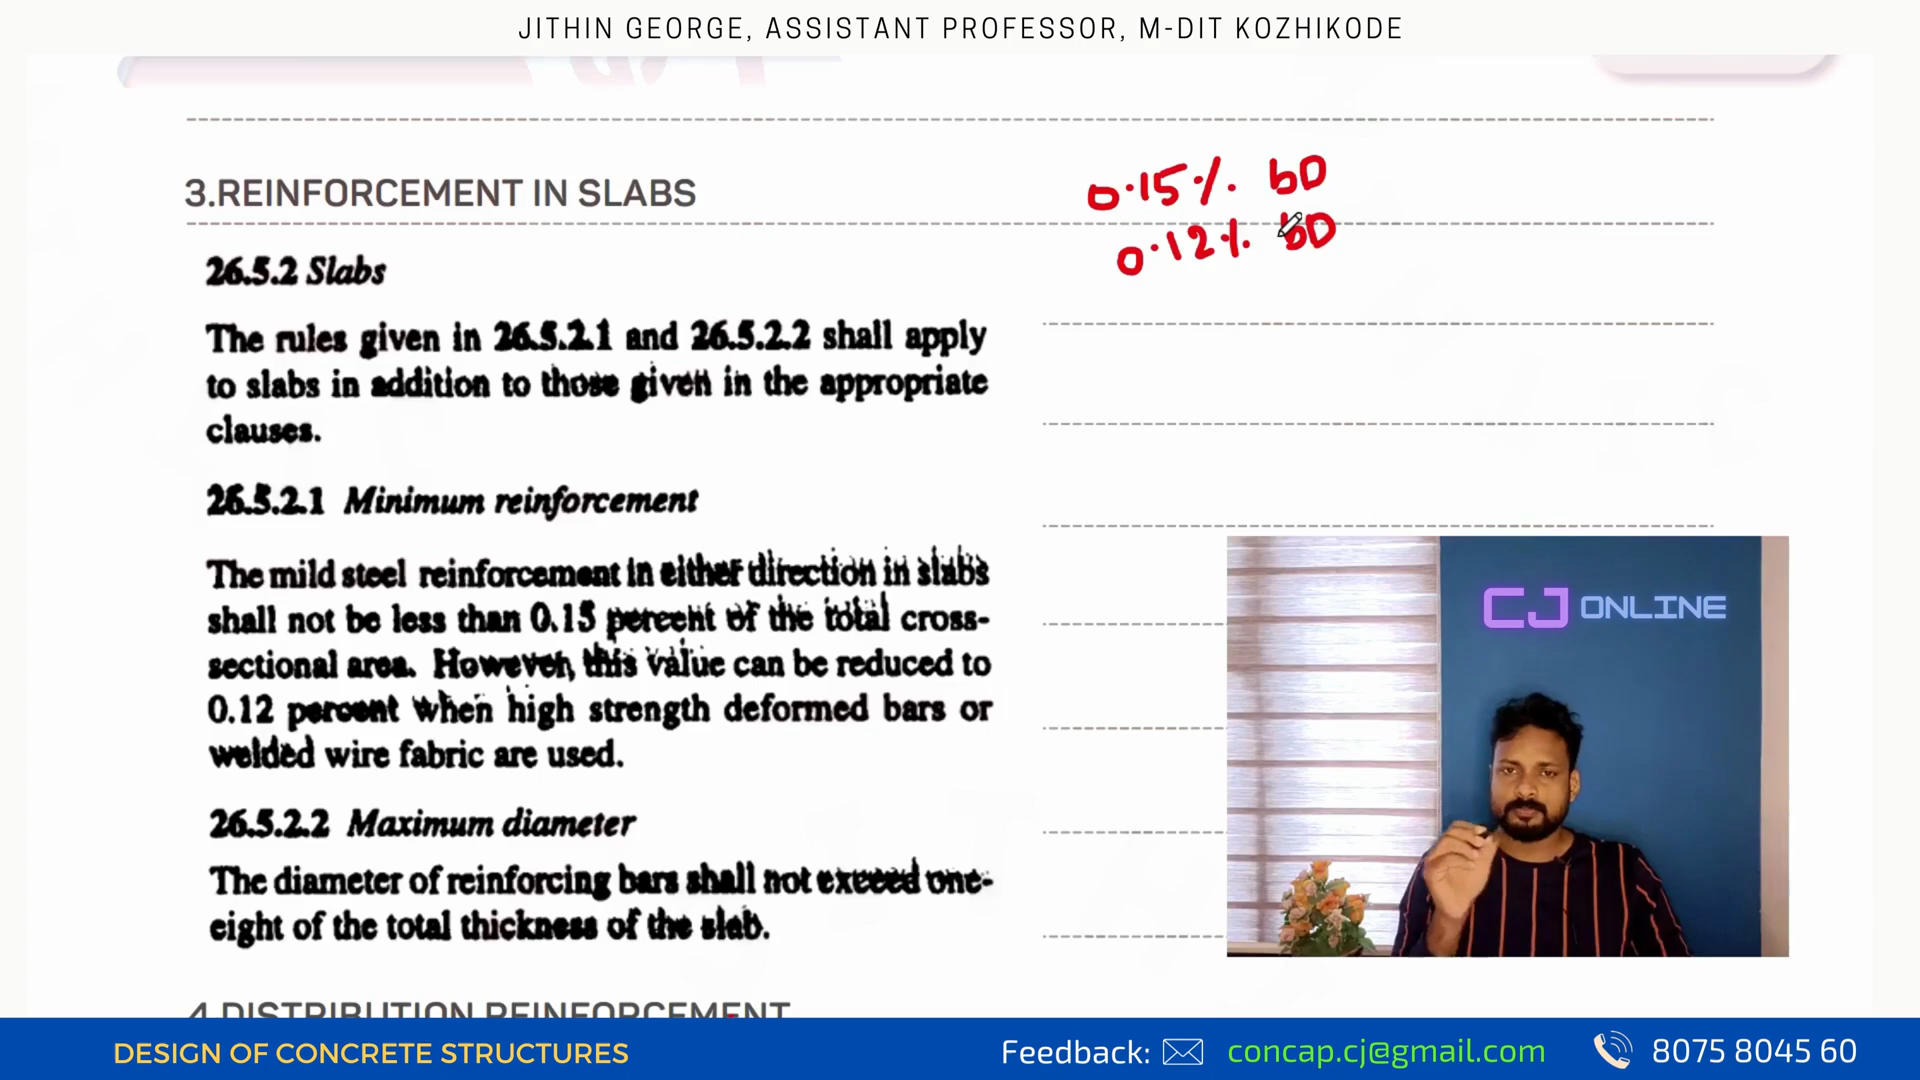 JITHIN GEORGE, ASSISTANT PROFESSOR, M-DIT KOZHIKODE
3.REINFORCEMENT IN SLABS
0.15% bD
0.12% bD
26.5.2 Slabs
The rules given in 26.5.2.1 and 26.5.2.2 shall apply
to slabs in addition to those given in the appropriate
clauses.
26.5.2.1 Minimum reinforcement
The mild steel reinforcement in either direction in slabs
shall not be less than 0.15 percent of the total cross-
sectional area. However, this value can be reduced to
0.12 percent when high strength deformed bars or
welded wire fabric are used.
26.5.2.2 Maximum diameter
The diameter of reinforcing bars shall not exceed one-
eight of the total thickness of the slab.
CJ ONLINE
4.DISTRIBUTION REINFORCEMENT
DESIGN OF CONCRETE STRUCTURES
Feedback: concap.cj@gmail.com
8075 8045 60